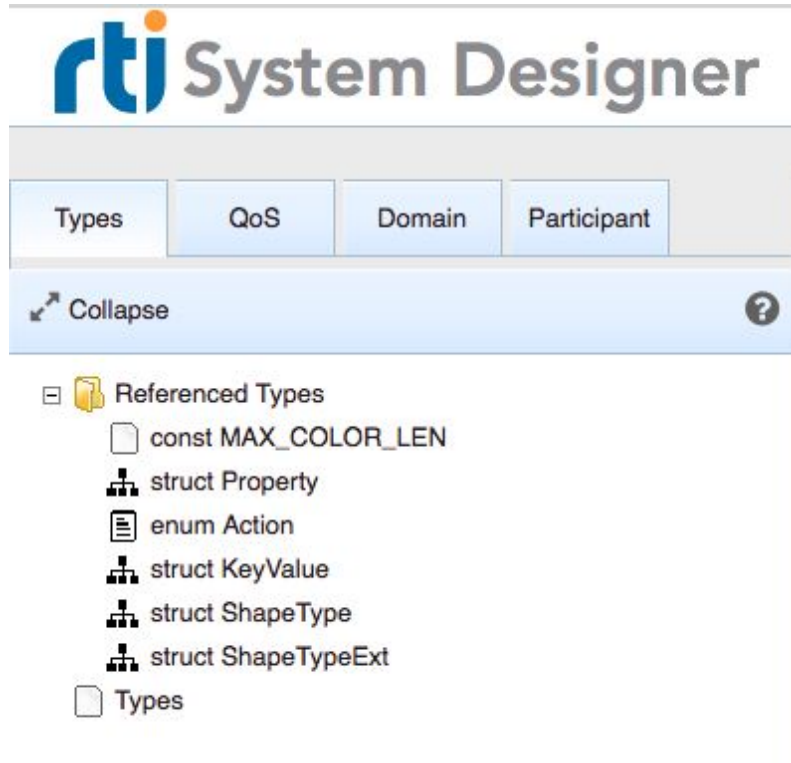 rti System Designer
Types QoS Domain Participant
Collapse ?
Referenced Types
const MAX_COLOR_LEN
struct Property
enum Action
struct KeyValue
struct ShapeType
struct ShapeTypeExt
Types